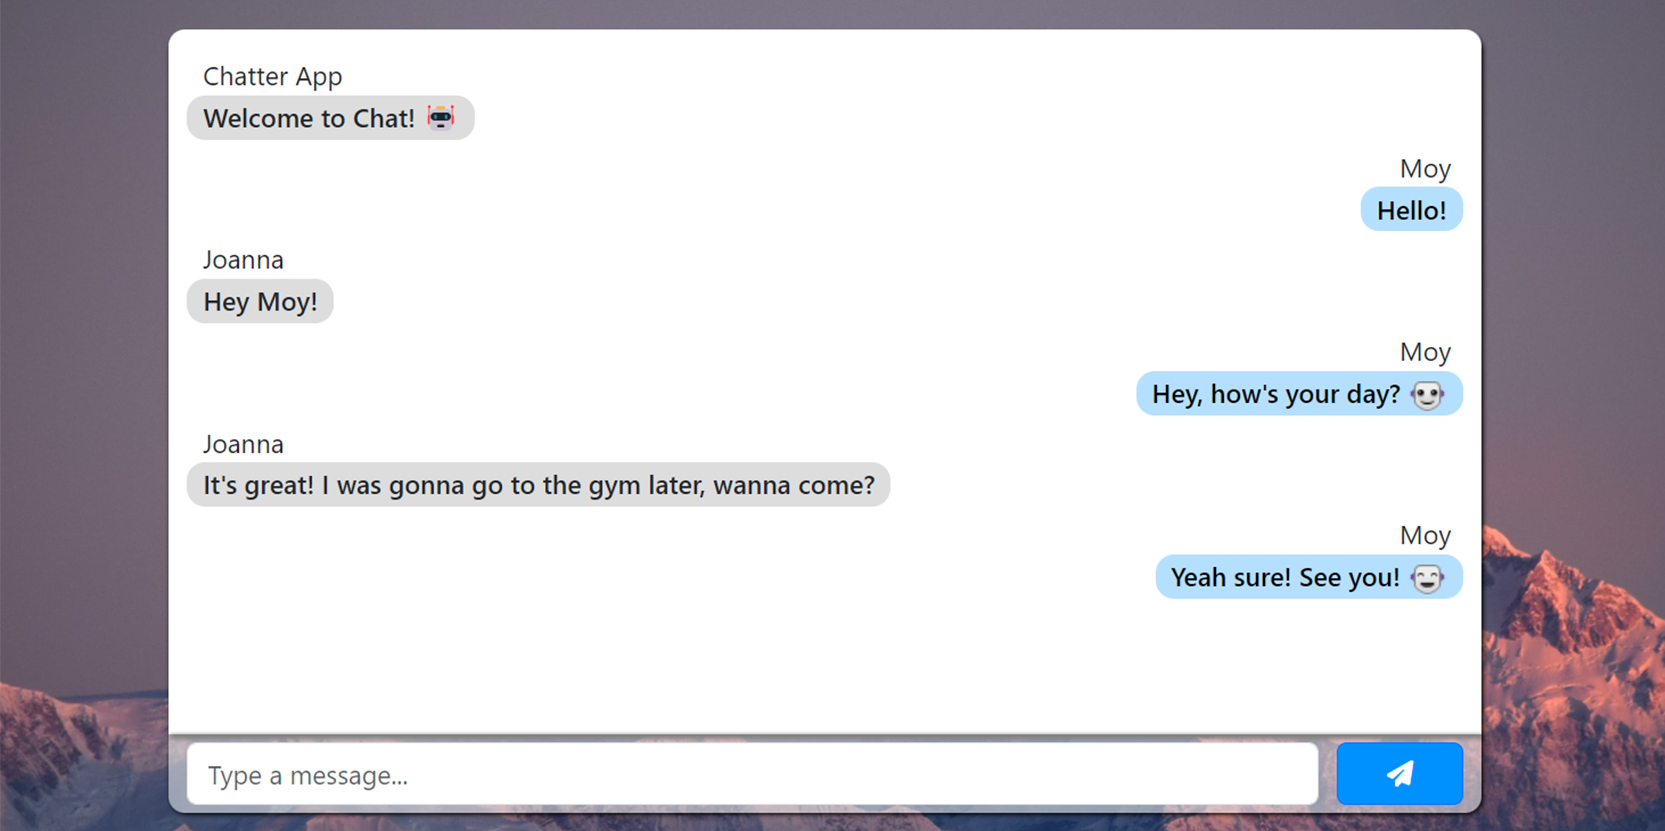 Chatter App
Welcome to Chat! 🤖
Moy
Hello!
Joanna
Hey Moy!
Moy
Hey, how's your day?
Joanna
It's great! I was gonna go to the gym later, wanna come?
Moy
Yeah sure! See you!
Type a message...